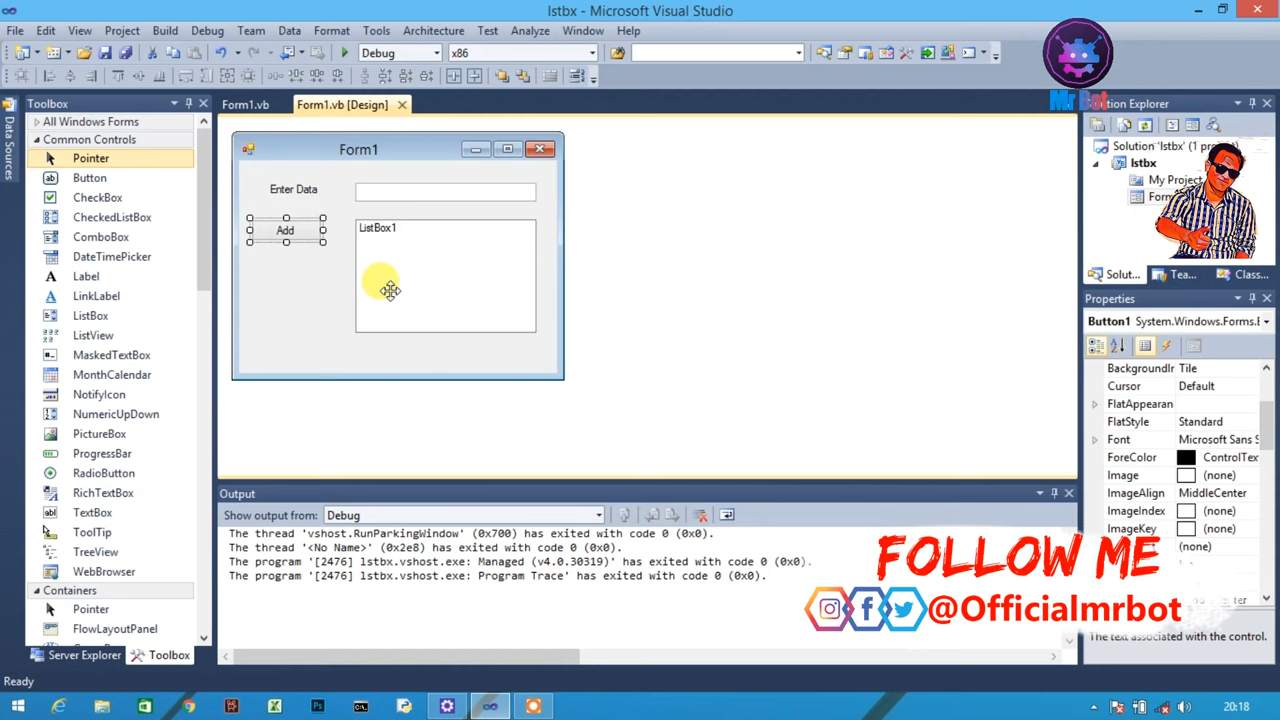 lstbx - Microsoft Visual Studio
File Edit View Project Build Debug Team Data Format Tools Architecture Test Analyze Window Help
Debug x86
Mr Bot
Toolbox
Form1.vb Form1.vb [Design]
Solution Explorer
Data Sources
All Windows Forms
Common Controls
Pointer
Button
CheckBox
CheckedListBox
ComboBox
DateTimePicker
Label
LinkLabel
ListBox
ListView
MaskedTextBox
MonthCalendar
NotifyIcon
NumericUpDown
PictureBox
ProgressBar
RadioButton
RichTextBox
TextBox
ToolTip
TreeView
WebBrowser
Containers
Pointer
FlowLayoutPanel
Server Explorer Toolbox
Form1
Enter Data
Add
ListBox1
Solution 'lstbx' (1 pr
lstbx
My Project
Form
Solut... Tea... Class...
Properties
Button1 System.Windows.Forms.E
BackgroundIr Tile
Cursor Default
FlatAppearan
FlatStyle Standard
Font Microsoft Sans S
ForeColor ControlTex
Image (none)
ImageAlign MiddleCenter
ImageIndex (none)
ImageKey (none)
The text associated with the control.
Output
Show output from: Debug
The thread 'vshost.RunParkingWindow' (0x700) has exited with code 0 (0x0).
The thread '<No Name>' (0x2e8) has exited with code 0 (0x0).
The program '[2476] lstbx.vshost.exe: Managed (v4.0.30319)' has exited with code 0 (0x0).
The program '[2476] lstbx.vshost.exe: Program Trace' has exited with code 0 (0x0).
FOLLOW ME
@Officialmrbot
Ready
20:18